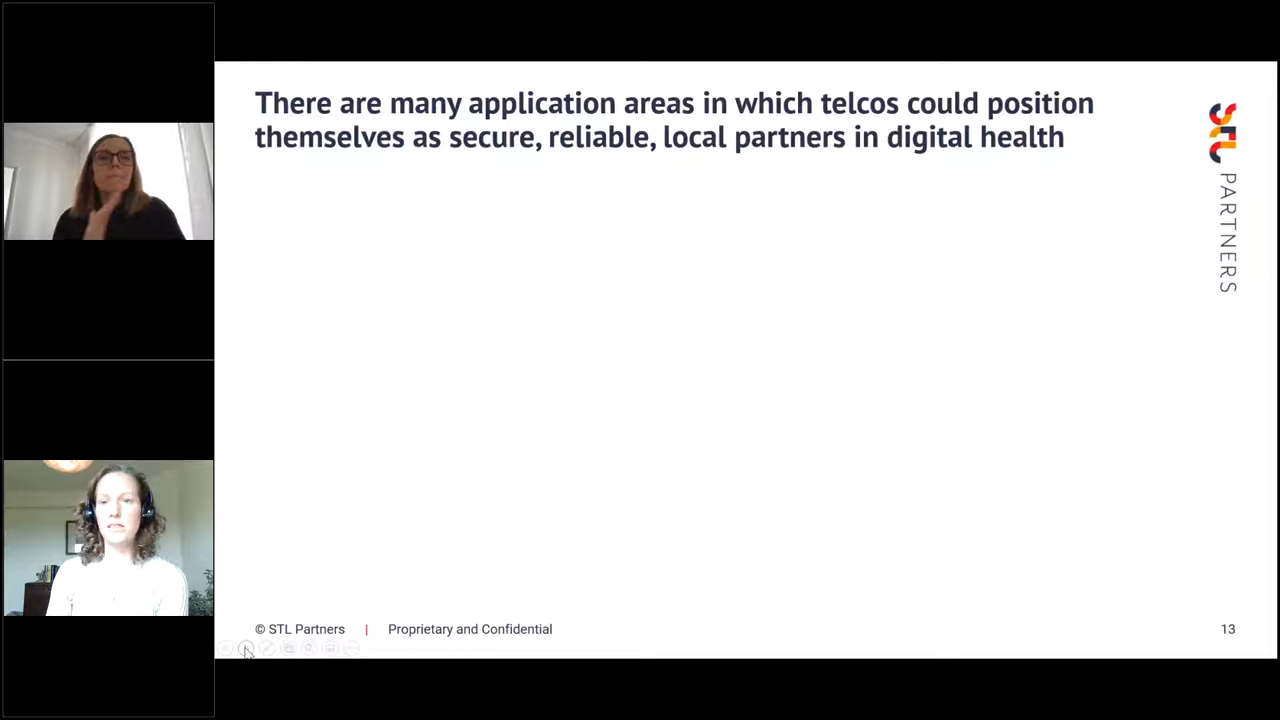 There are many application areas in which telcos could position
themselves as secure, reliable, local partners in digital health
STL
PARTNERS
© STL Partners | Proprietary and Confidential
13